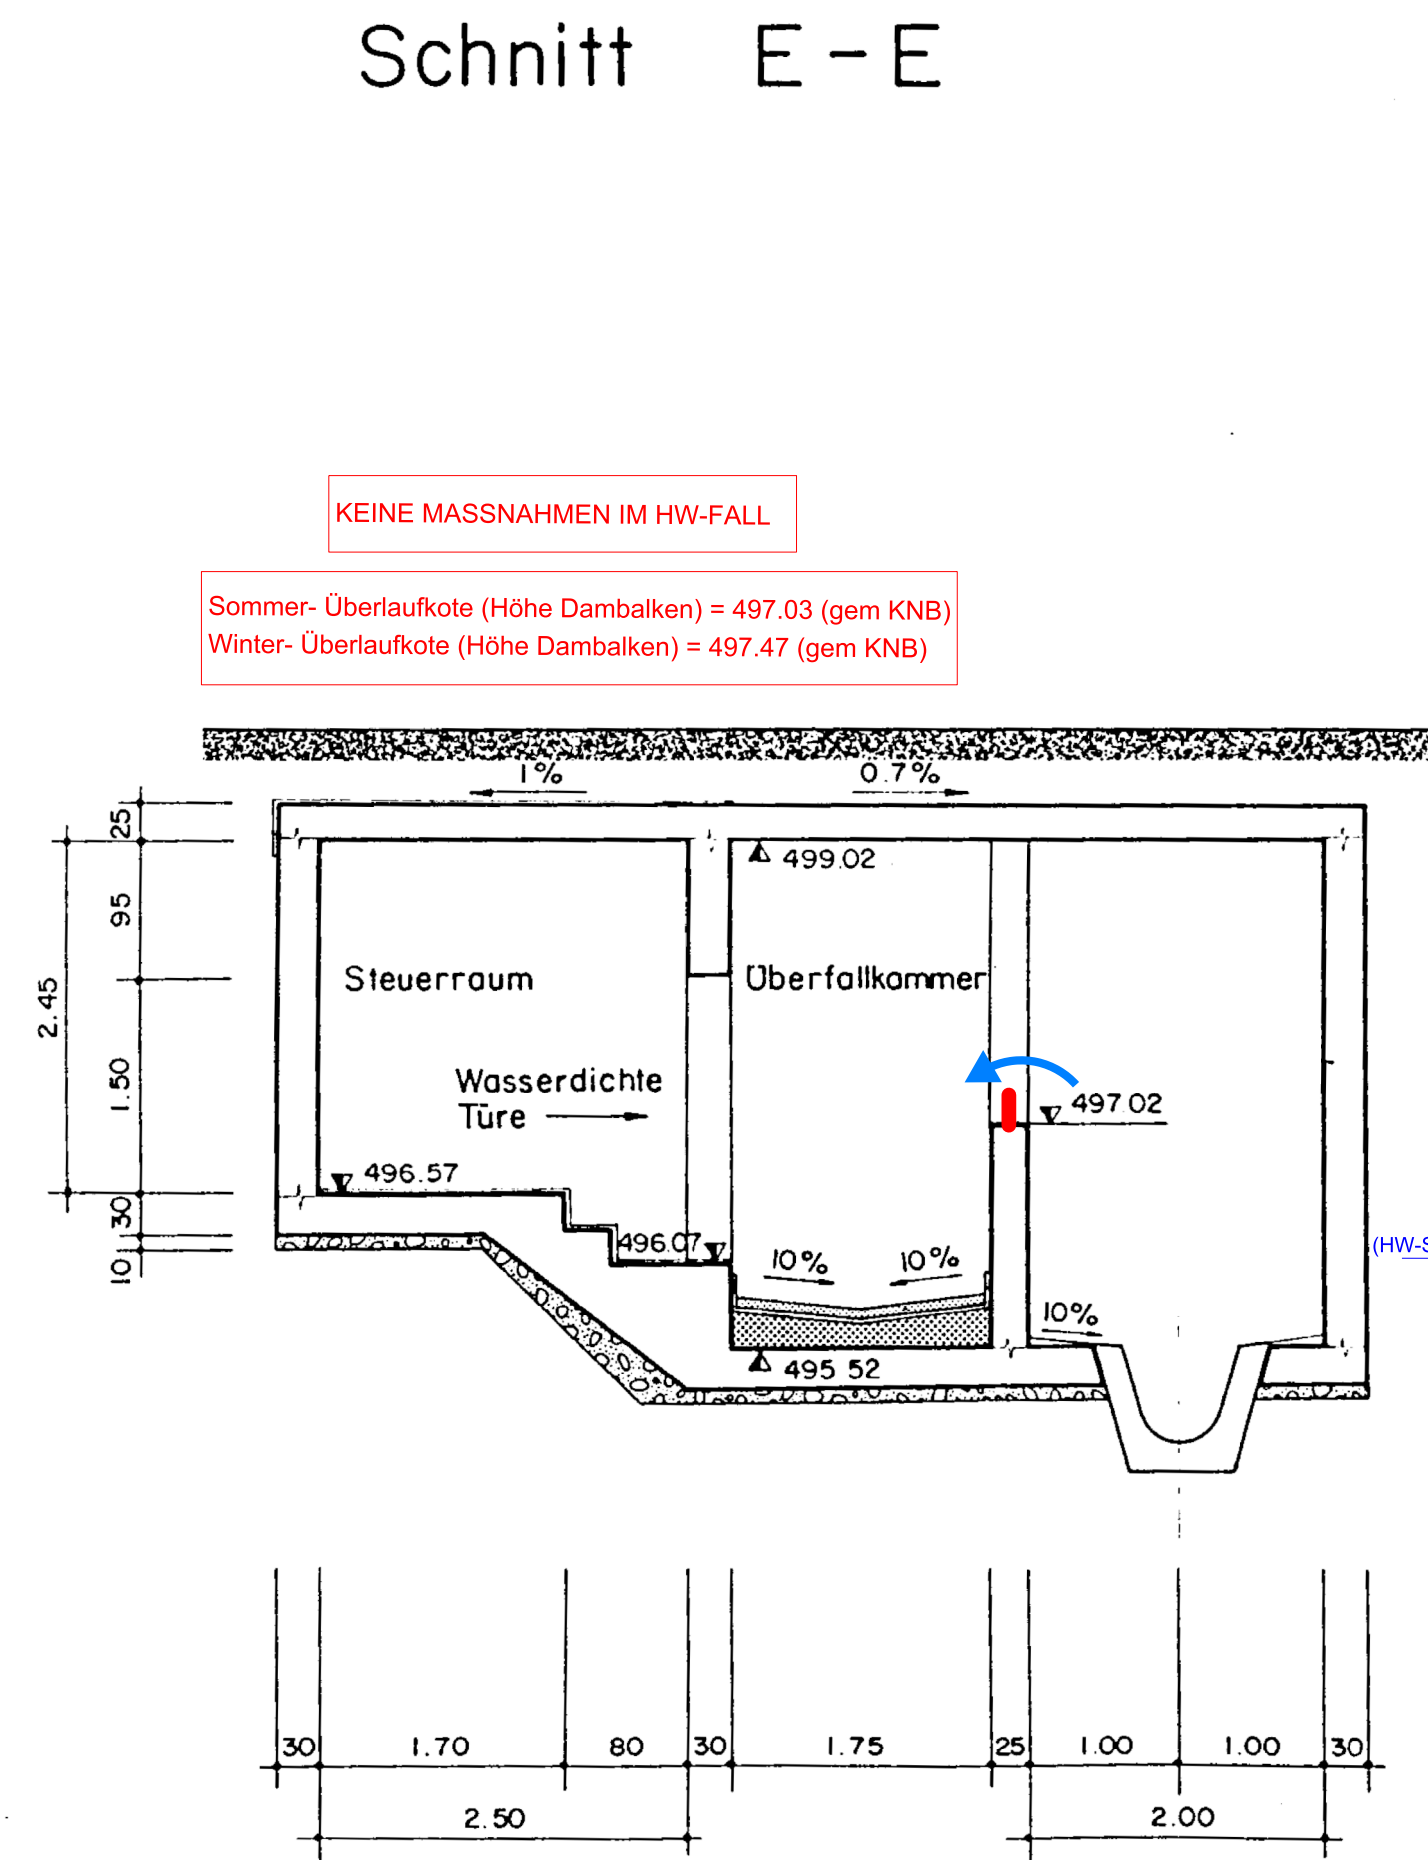 Schnitt E-E
KEINE MASSNAHMEN IM HW-FALL
Sommer- Überlaufkote (Höhe Dambalken) = 497.03 (gem KNB)
Winter- Überlaufkote (Höhe Dambalken) = 497.47 (gem KNB)
1% 0.7%
25
499.02
95
Steuerraum Überfallkammer
2.45
1.50
Wasserdichte
Türe
497.02
496.57
30
496.07
10
10% 10%
(HW-S
10%
495 52
30 1.70 80 30 1.75 25 1.00 1.00 30
2.50 2.00